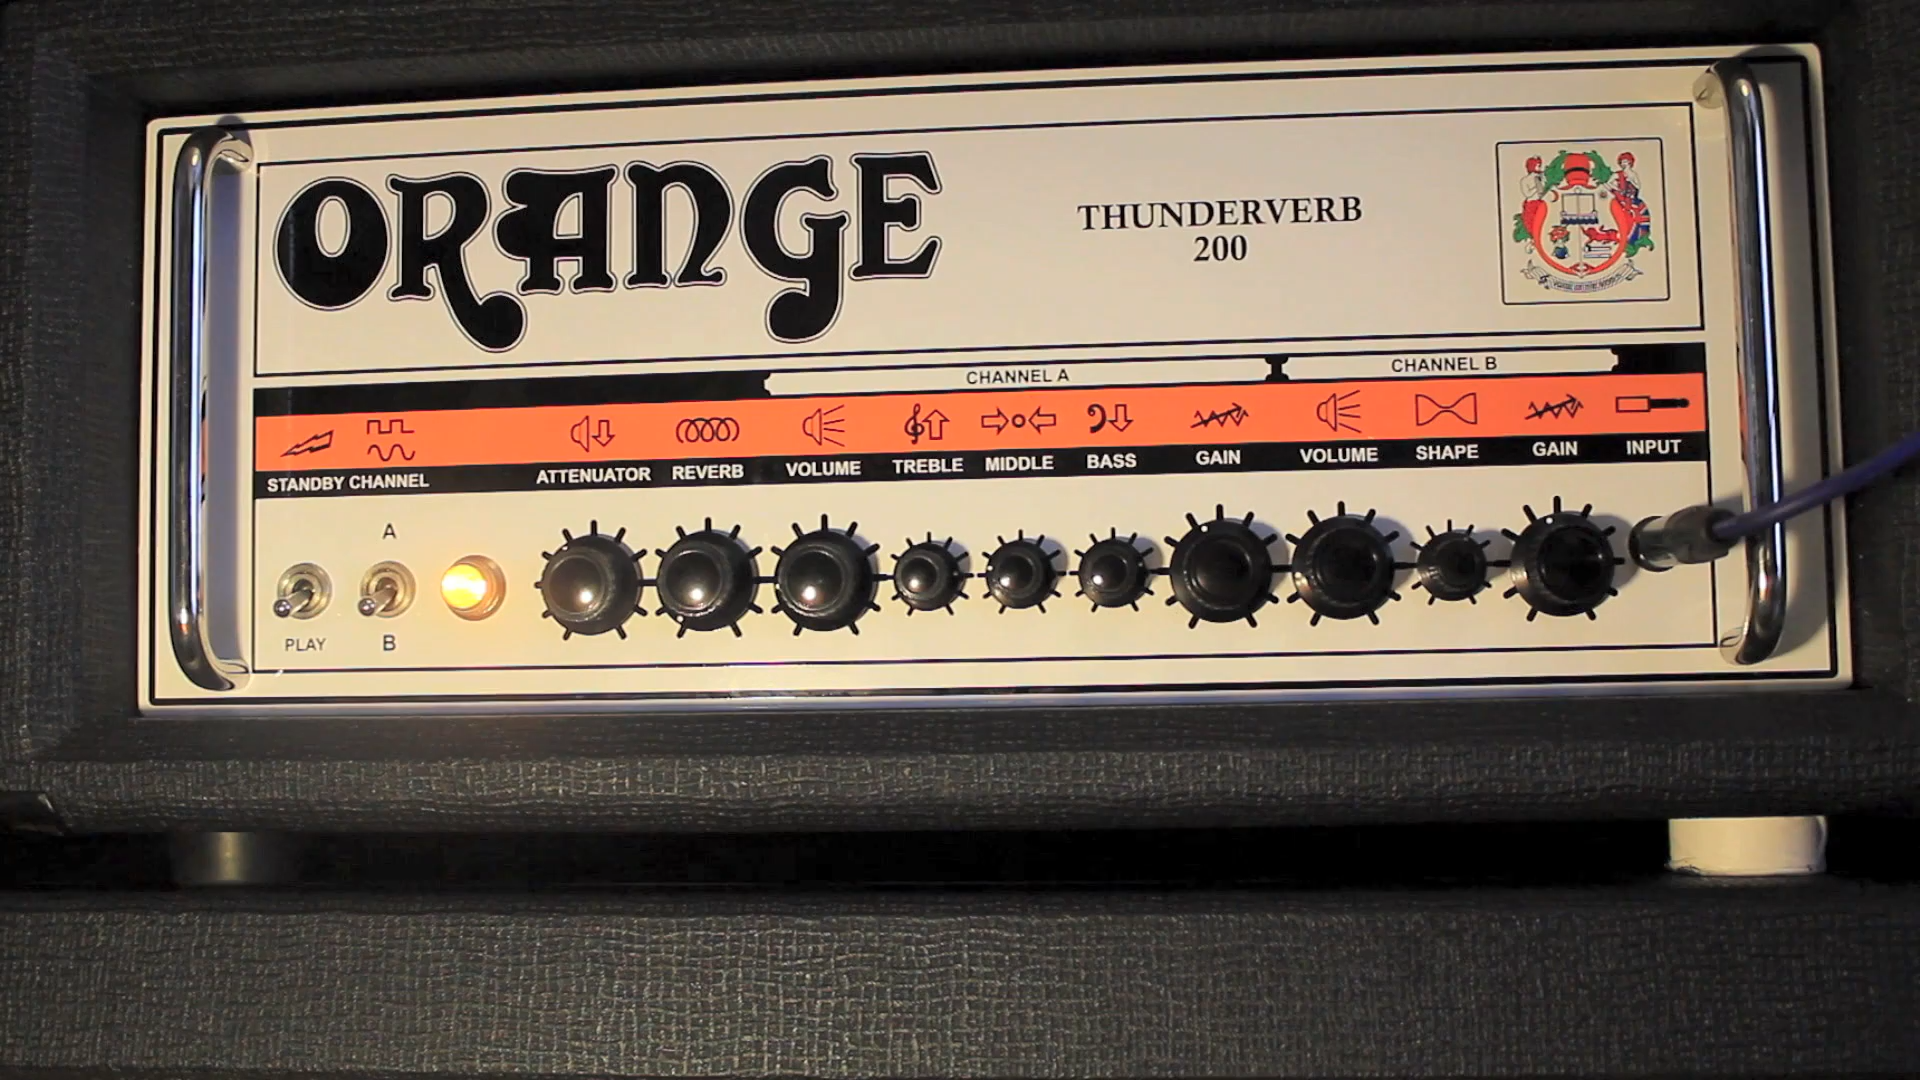 ORANGE
THUNDERVERB
200
CHANNEL A
CHANNEL B
STANDBY CHANNEL ATTENUATOR REVERB VOLUME TREBLE MIDDLE BASS GAIN VOLUME SHAPE GAIN INPUT
A
PLAY
B